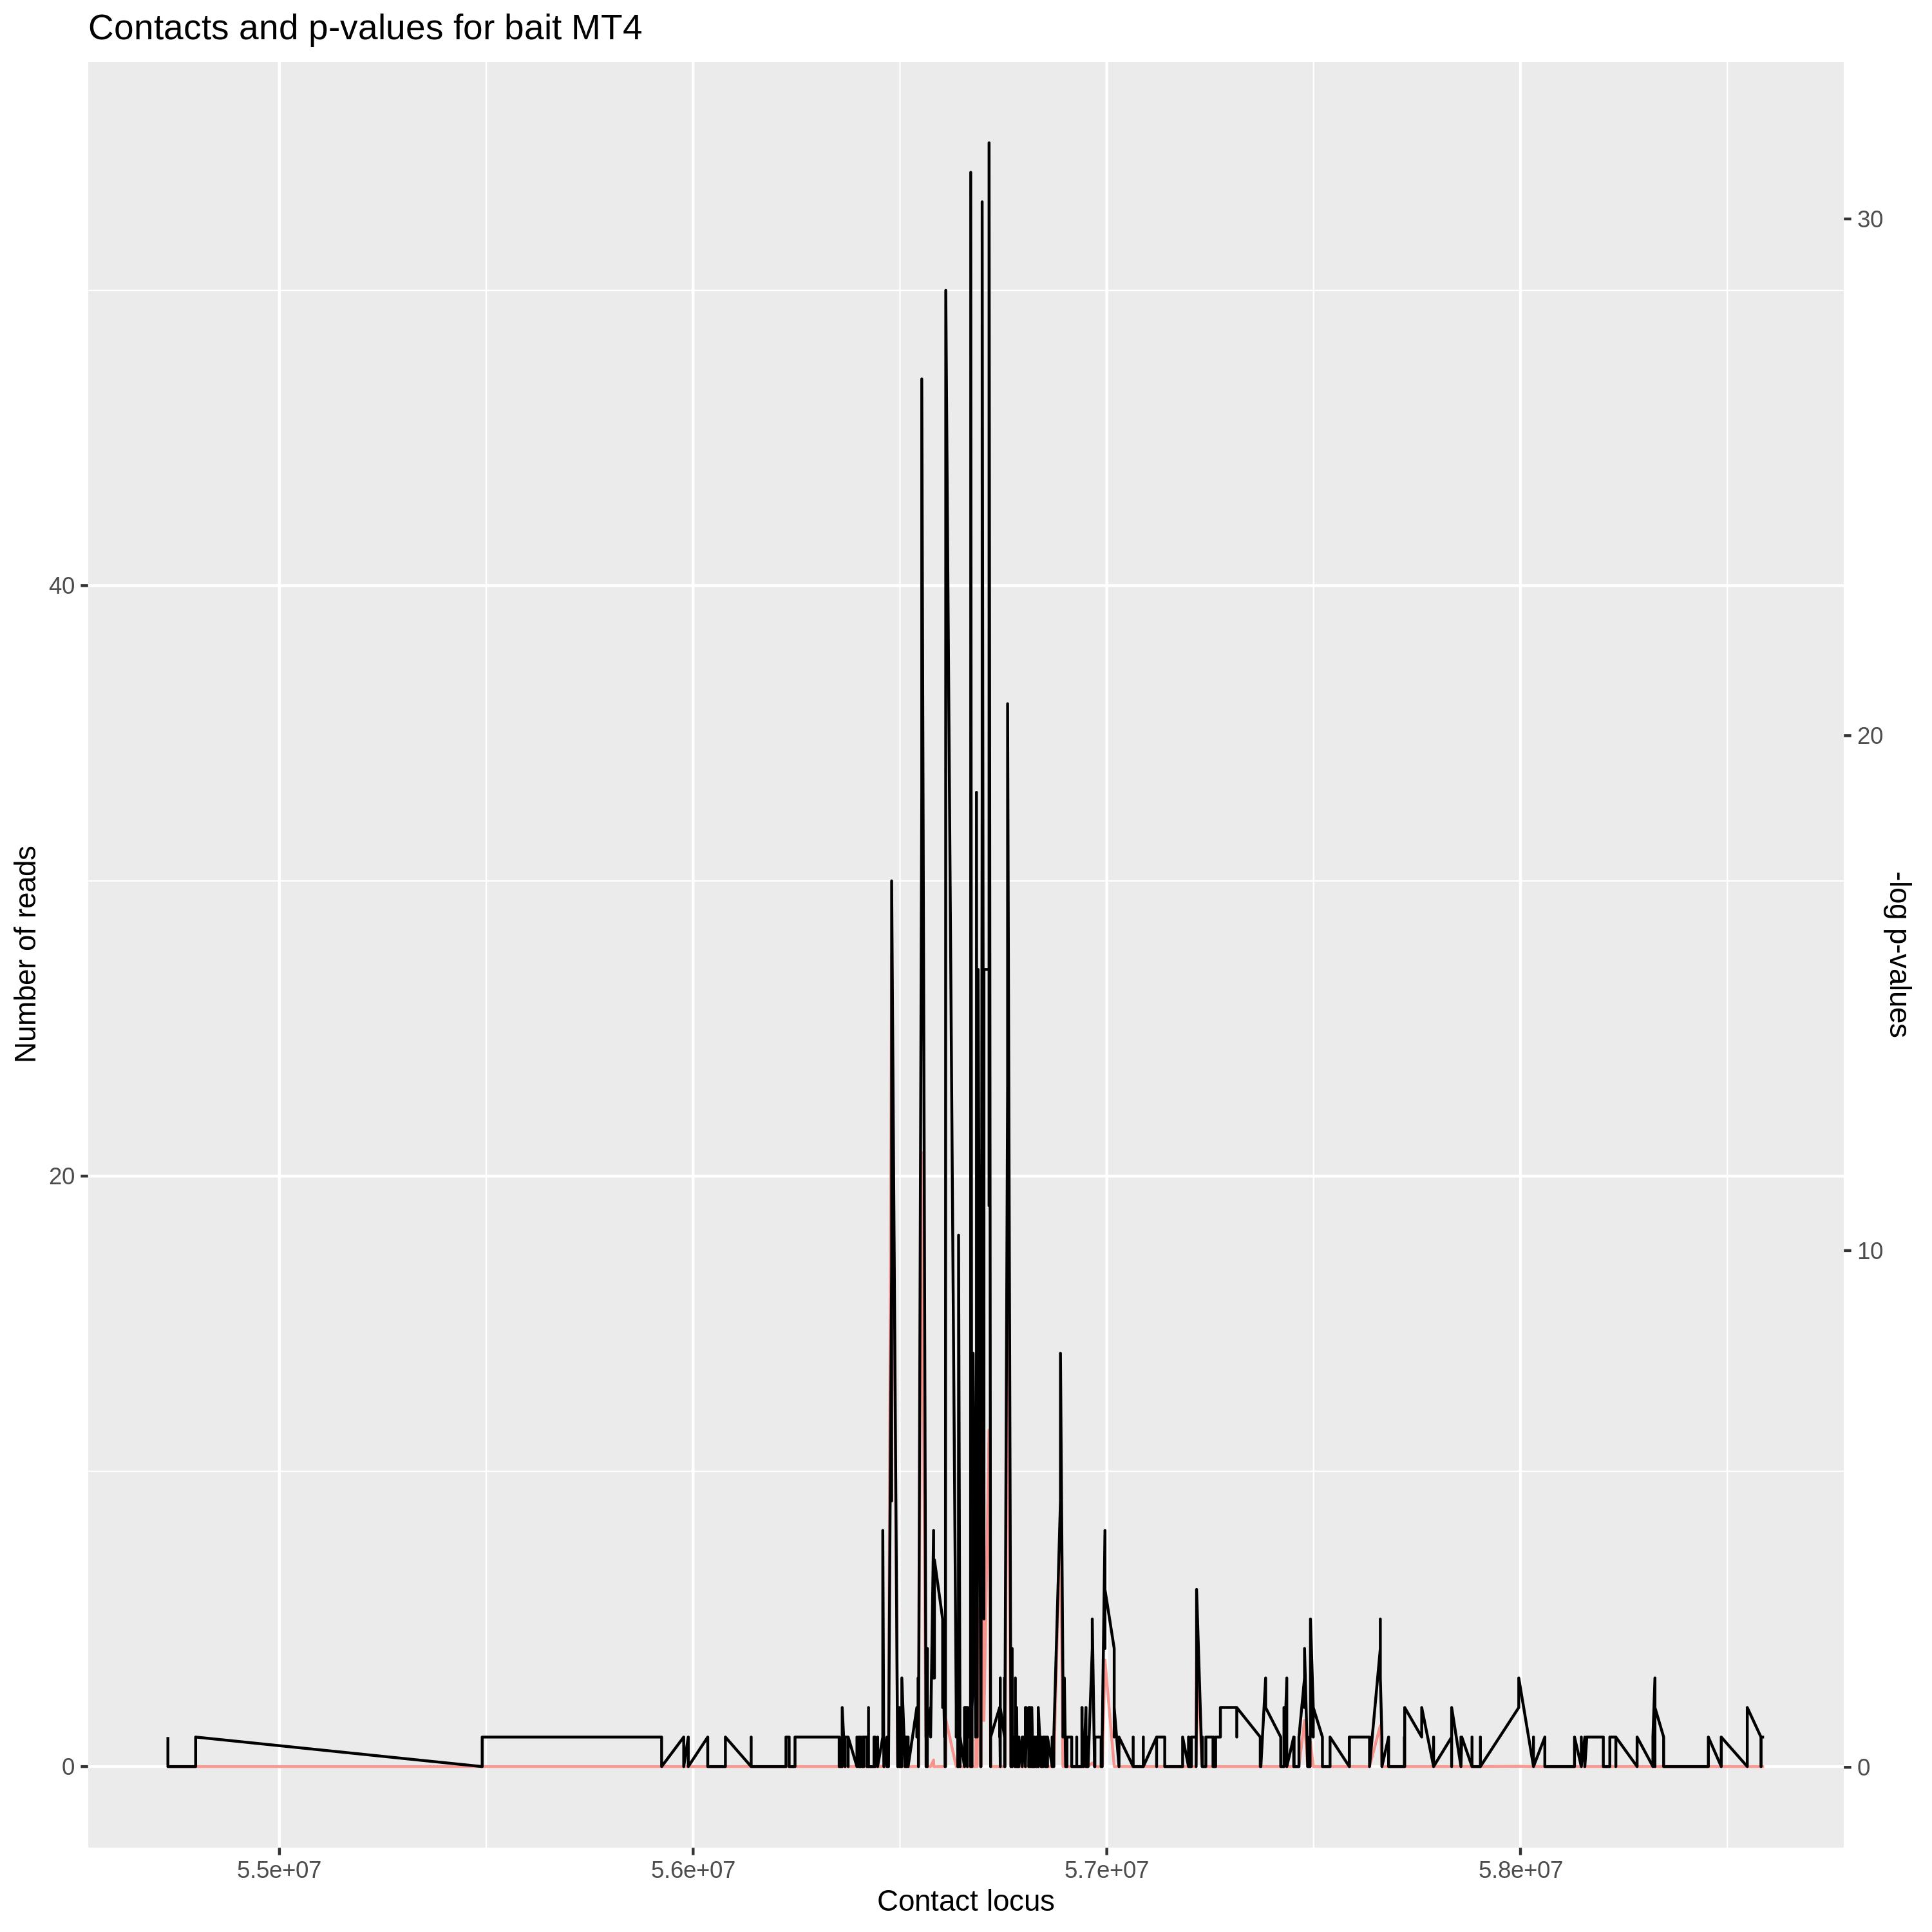 Contacts and p-values for bait MT4
30
40
20
20
10
0
0
Number of reads
-log p-values
5.5e+07
5.6e+07
5.7e+07
5.8e+07
Contact locus